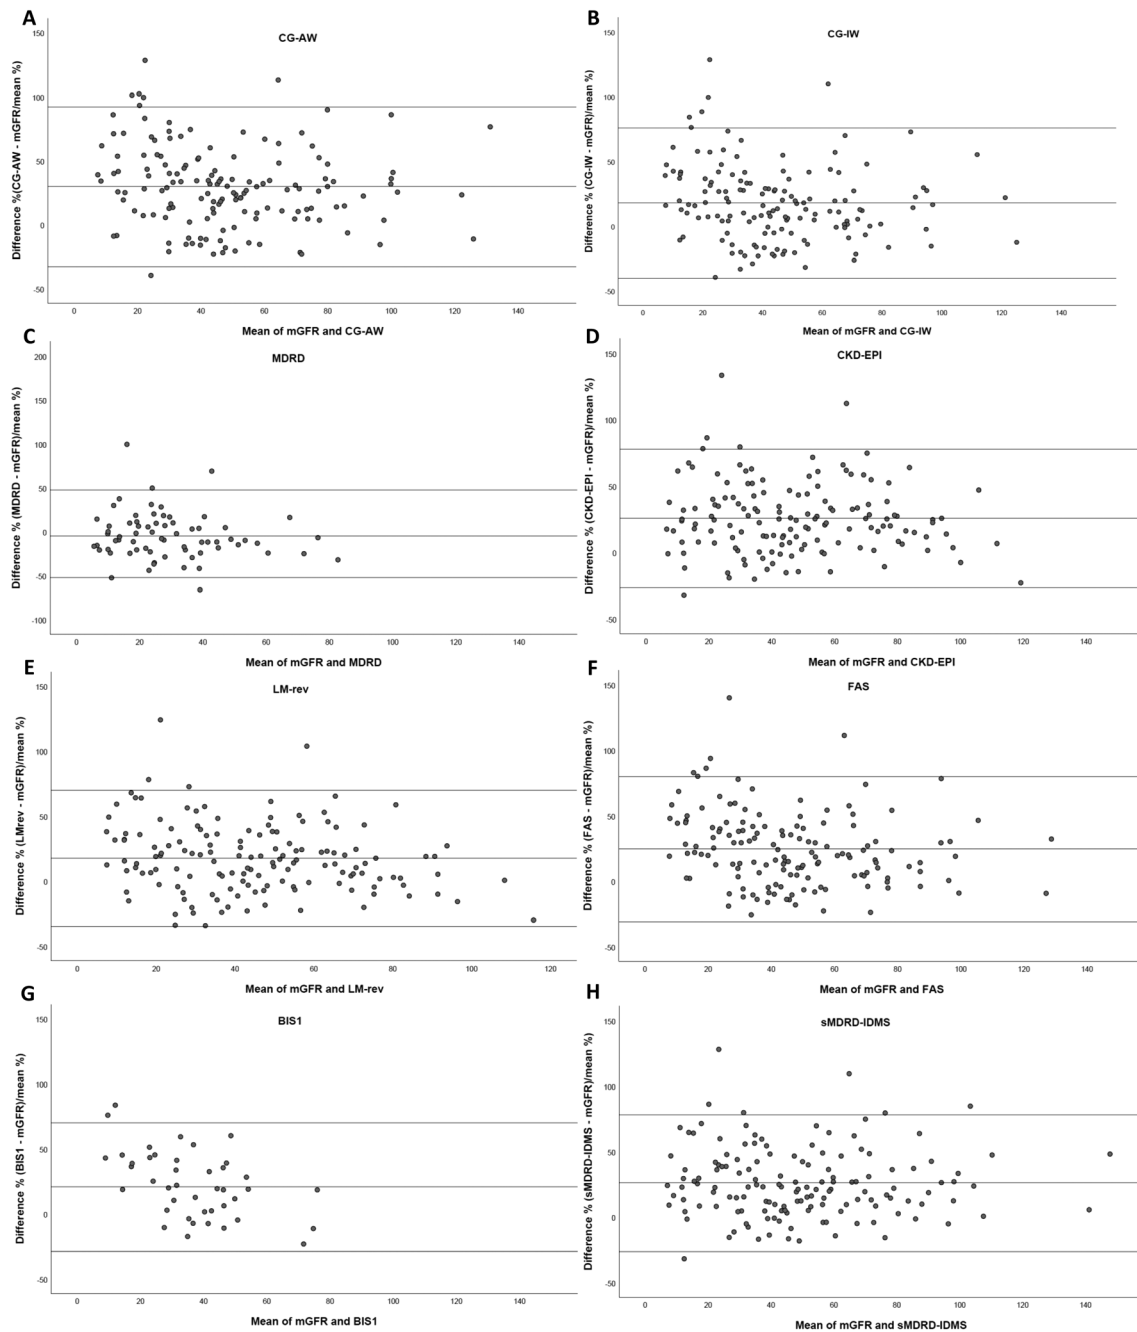 A
CG-AW
Difference %((CG-AW - mGFR)/mean %)
150
100
50
0
-50
0 20 40 60 80 100 120 140
Mean of mGFR and CG-AW
B
CG-IW
Difference % (CG-IW - mGFR)/mean %)
150
100
50
0
-50
0 20 40 60 80 100 120 140
Mean of mGFR and CG-IW
C
MDRD
Difference % (MDRD - mGFR)/mean %)
200
150
100
50
0
-50
-100
0 20 40 60 80 100 120 140
Mean of mGFR and MDRD
D
CKD-EPI
Difference % (CKD-EPI - mGFR)/mean %)
150
100
50
0
-50
0 20 40 60 80 100 120 140
Mean of mGFR and CKD-EPI
E
LM-rev
Difference % (LMrev - mGFR)/mean %)
150
100
50
0
-50
0 20 40 60 80 100 120
Mean of mGFR and LM-rev
F
FAS
Difference % (FAS - mGFR)/mean %)
150
100
50
0
-50
0 20 40 60 80 100 120 140
Mean of mGFR and FAS
G
BIS1
Difference % (BIS1 - mGFR)/mean %)
150
100
50
0
-50
0 20 40 60 80 100 120 140
Mean of mGFR and BIS1
H
sMDRD-IDMS
Difference % (sMDRD-IDMS - mGFR)/mean %)
150
100
50
0
-50
0 20 40 60 80 100 120 140
Mean of mGFR and sMDRD-IDMS